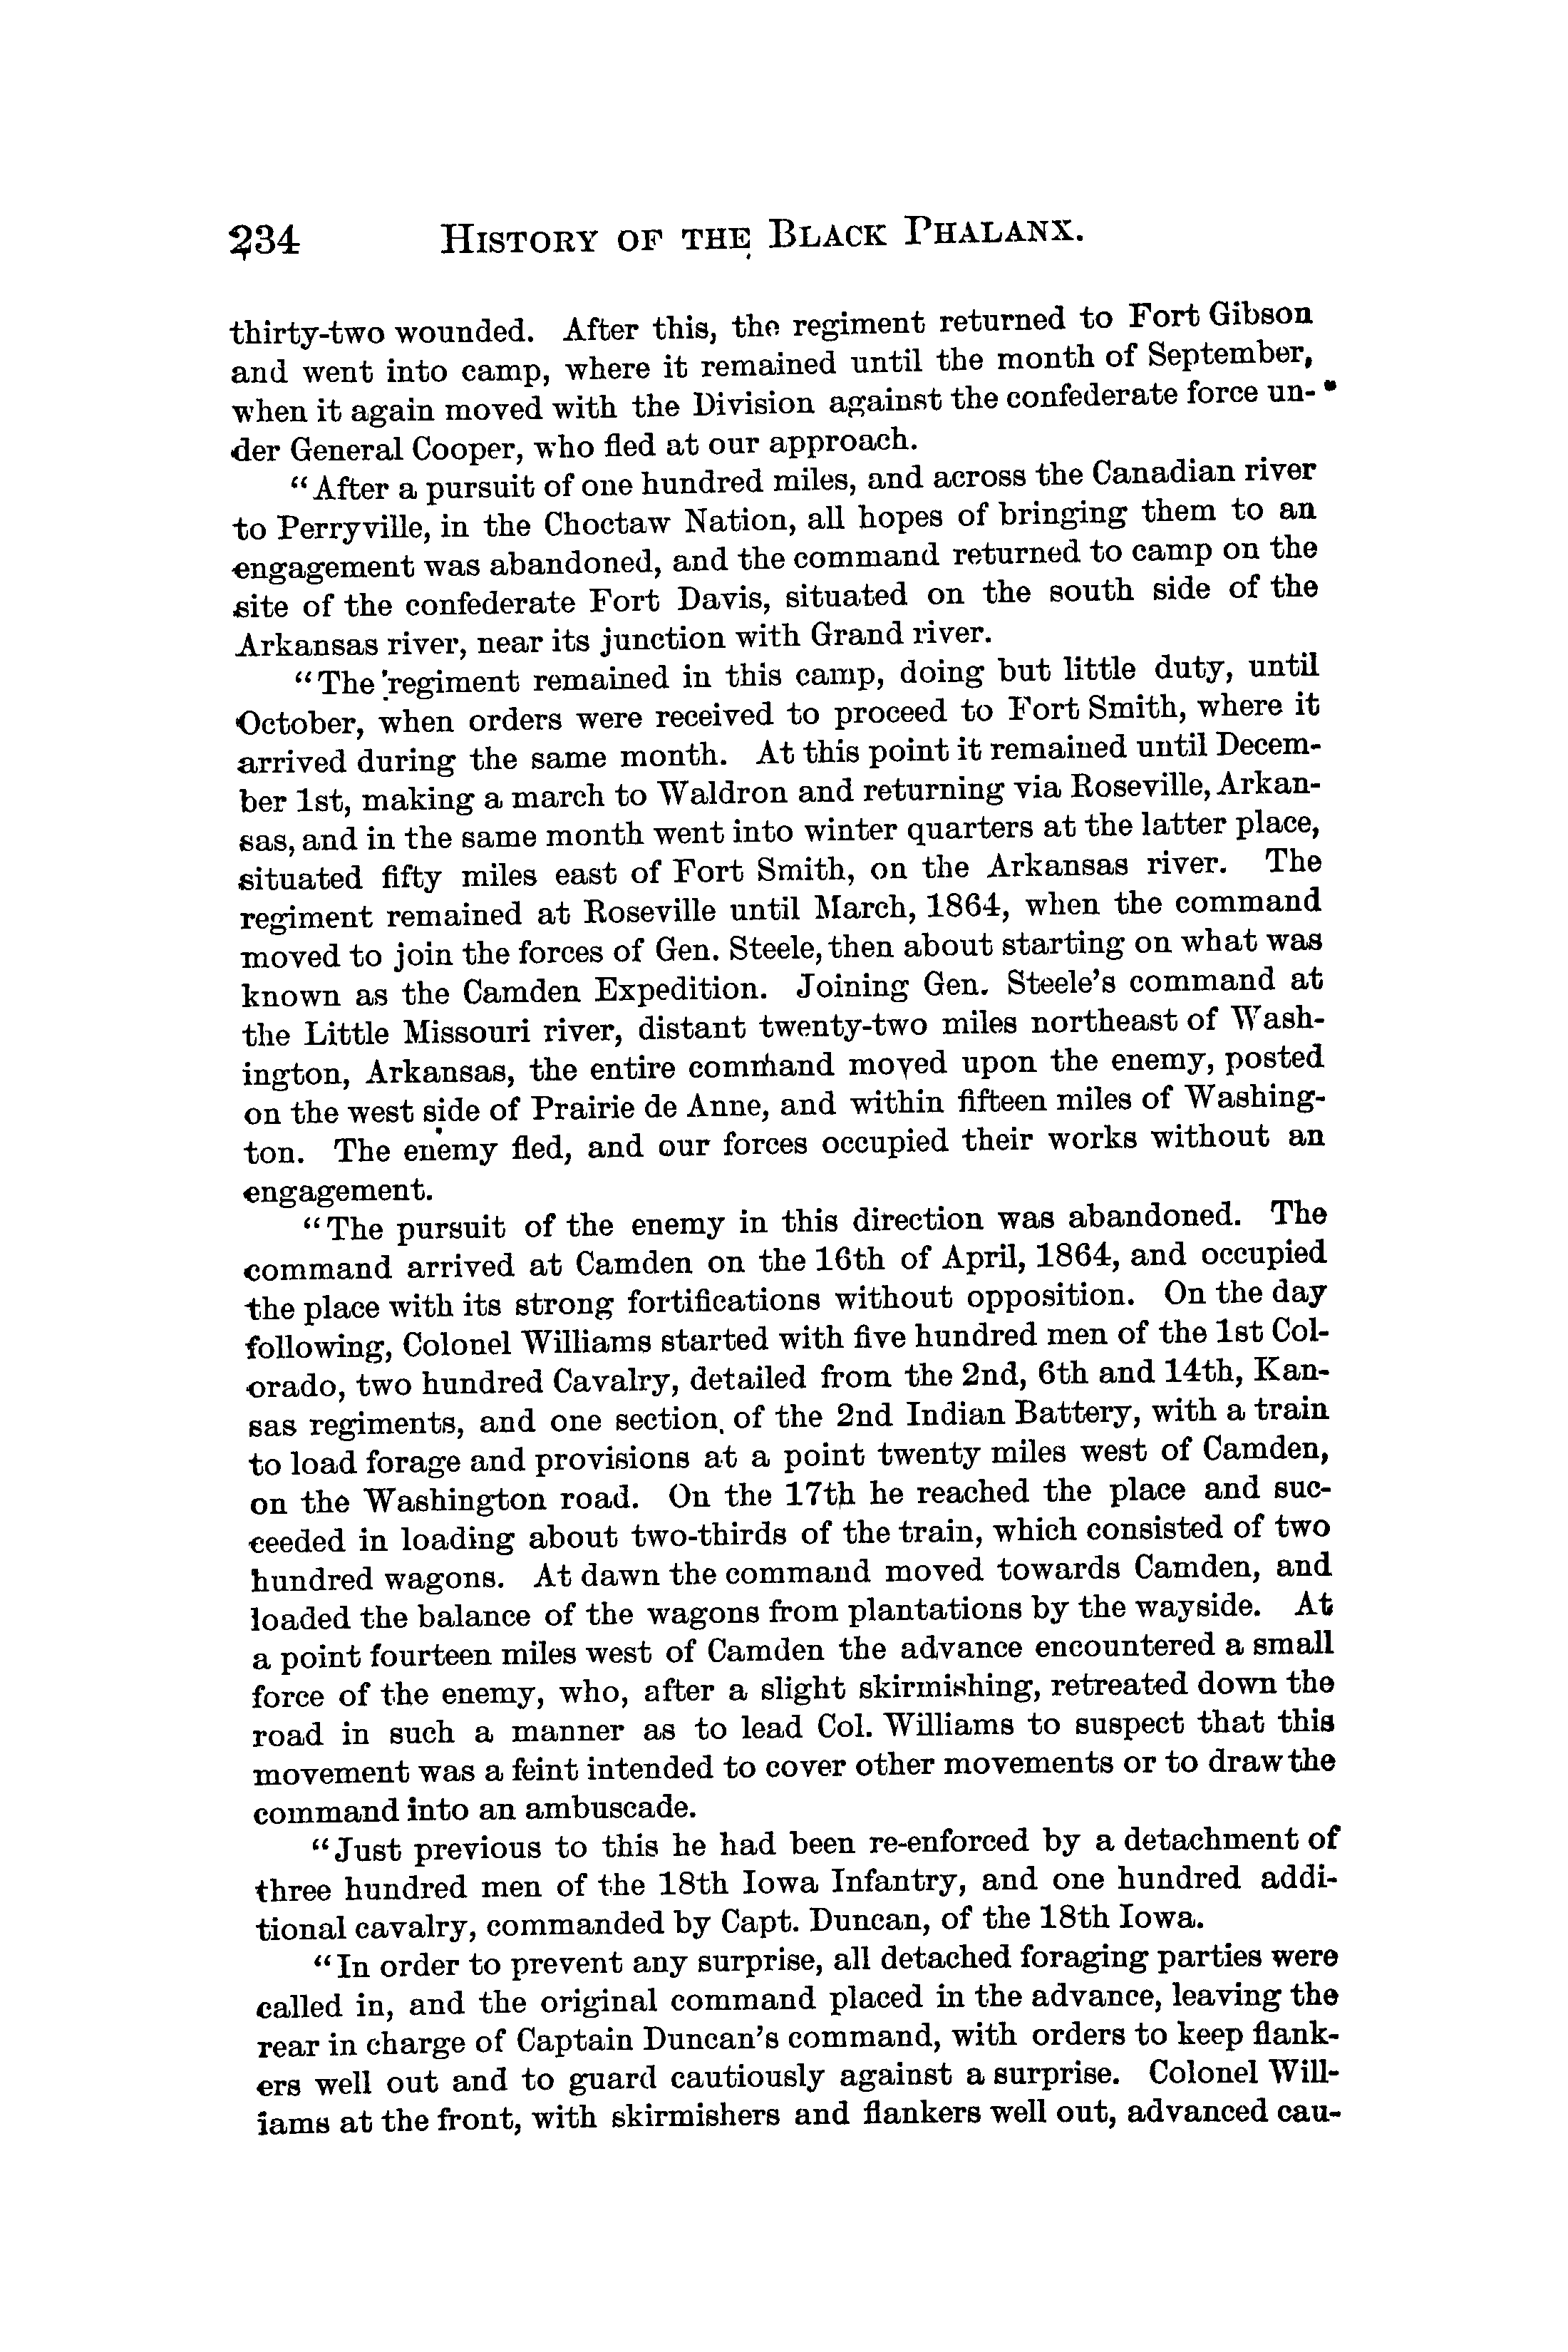 234 HISTORY OF THE BLACK PHALANX.
thirty-two wounded. After this, the regiment returned to Fort Gibson
and went into camp, where it remained until the month of September,
when it again moved with the Division against the confederate force un-
der General Cooper, who fled at our approach.
“After a pursuit of one hundred miles, and across the Canadian river
to Perryville, in the Choctaw Nation, all hopes of bringing them to an
engagement was abandoned, and the command returned to camp on the
site of the confederate Fort Davis, situated on the south side of the
Arkansas river, near its junction with Grand river.
“The regiment remained in this camp, doing but little duty, until
October, when orders were received to proceed to Fort Smith, where it
arrived during the same month. At this point it remained until Decem-
ber 1st, making a march to Waldron and returning via Roseville, Arkan-
sas, and in the same month went into winter quarters at the latter place,
situated fifty miles east of Fort Smith, on the Arkansas river. The
regiment remained at Roseville until March, 1864, when the command
moved to join the forces of Gen. Steele, then about starting on what was
known as the Camden Expedition. Joining Gen. Steele's command at
the Little Missouri river, distant twenty-two miles northeast of Wash-
ington, Arkansas, the entire command moved upon the enemy, posted
on the west side of Prairie de Anne, and within fifteen miles of Washing-
ton. The enemy fled, and our forces occupied their works without an
engagement.
“The pursuit of the enemy in this direction was abandoned. The
command arrived at Camden on the 16th of April, 1864, and occupied
the place with its strong fortifications without opposition. On the day
following, Colonel Williams started with five hundred men of the 1st Col-
orado, two hundred Cavalry, detailed from the 2nd, 6th and 14th, Kan-
sas regiments, and one section of the 2nd Indian Battery, with a train
to load forage and provisions at a point twenty miles west of Camden,
on the Washington road. On the 17th he reached the place and suc-
ceeded in loading about two-thirds of the train, which consisted of two
hundred wagons. At dawn the command moved towards Camden, and
loaded the balance of the wagons from plantations by the wayside. At
a point fourteen miles west of Camden the advance encountered a small
force of the enemy, who, after a slight skirmishing, retreated down the
road in such a manner as to lead Col. Williams to suspect that this
movement was a feint intended to cover other movements or to draw the
command into an ambuscade.
“Just previous to this he had been re-enforced by a detachment of
three hundred men of the 18th Iowa Infantry, and one hundred addi-
tional cavalry, commanded by Capt. Duncan, of the 18th Iowa.
“In order to prevent any surprise, all detached foraging parties were
called in, and the original command placed in the advance, leaving the
rear in charge of Captain Duncan's command, with orders to keep flank-
ers well out and to guard cautiously against a surprise. Colonel Will-
iams at the front, with skirmishers and flankers well out, advanced cau-